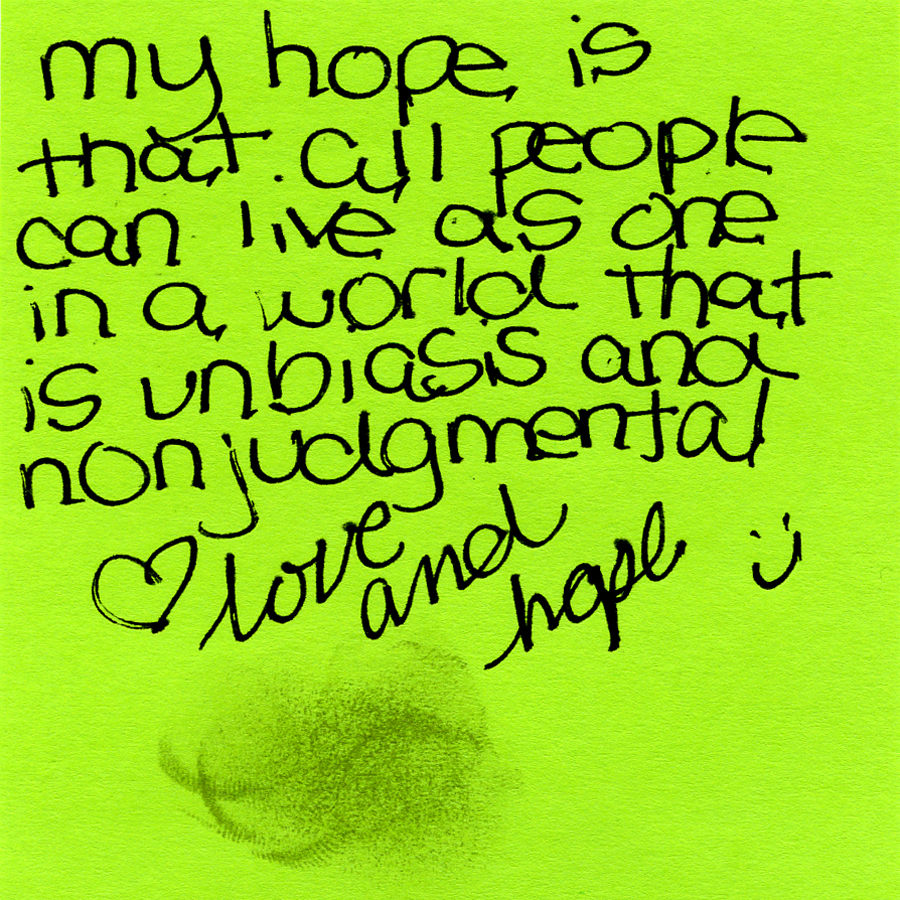 my hope is
that all people
can live as one
in a world that
is unbiasis and
nonjudgmental
♡ love and hope :)